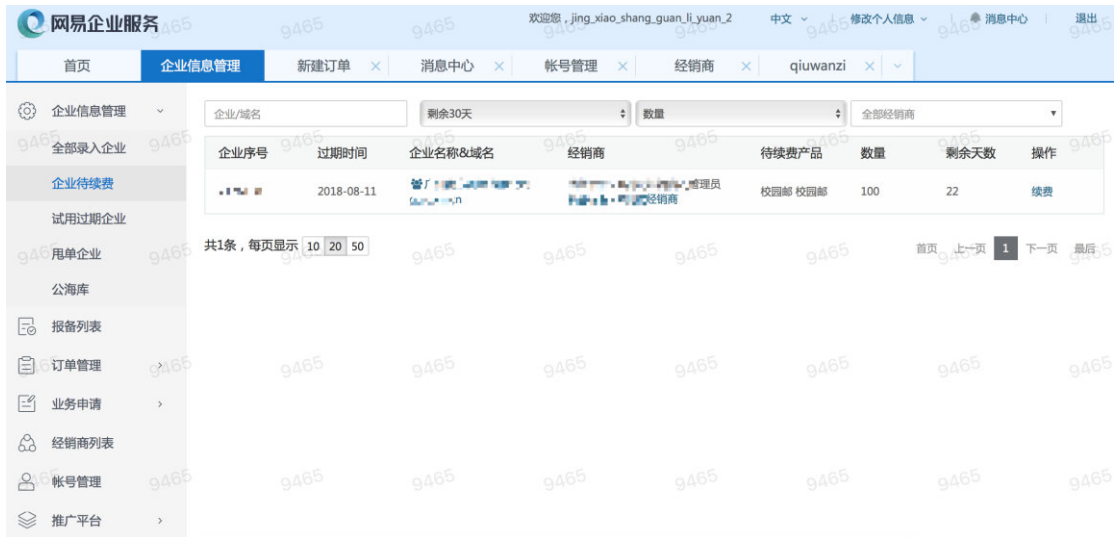 网易企业服务
欢迎您，jing_xiao_shang_guan_li_yuan_2 中文 修改个人信息 消息中心 退出
首页 企业信息管理 新建订单 消息中心 帐号管理 经销商 qiuwanzi
企业信息管理
全部录入企业
企业待续费
试用过期企业
甩单企业
公海库
报备列表
订单管理
业务申请
经销商列表
帐号管理
推广平台
企业/域名 剩余30天 数量 全部经销商
企业序号 过期时间 企业名称&域名 经销商 待续费产品 数量 剩余天数 操作
2018-08-11 管理员 校园邮 校园邮 100 22 续费
经销商
共1条，每页显示 10 20 50
首页 上一页 1 下一页 最后
9465